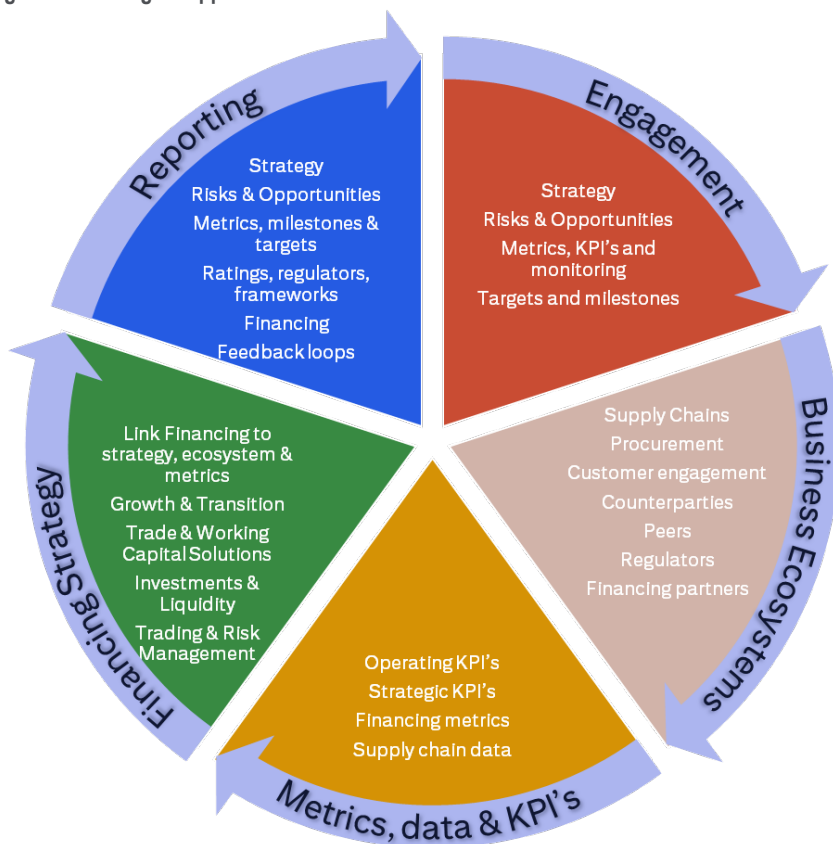 Reporting
Strategy
Risks & Opportunities
Metrics, milestones &
targets
Ratings, regulators,
frameworks
Financing
Feedback loops
Engagement
Strategy
Risks & Opportunities
Metrics, KPI's and
monitoring
Targets and milestones
Business Ecosystems
Supply Chains
Procurement
Customer engagement
Counterparties
Peers
Regulators
Financing partners
Metrics, data & KPI's
Operating KPI's
Strategic KPI's
Financing metrics
Supply chain data
Financing Strategy
Link Financing to
strategy, ecosystem &
metrics
Growth & Transition
Trade & Working
Capital Solutions
Investments &
Liquidity
Trading & Risk
Management